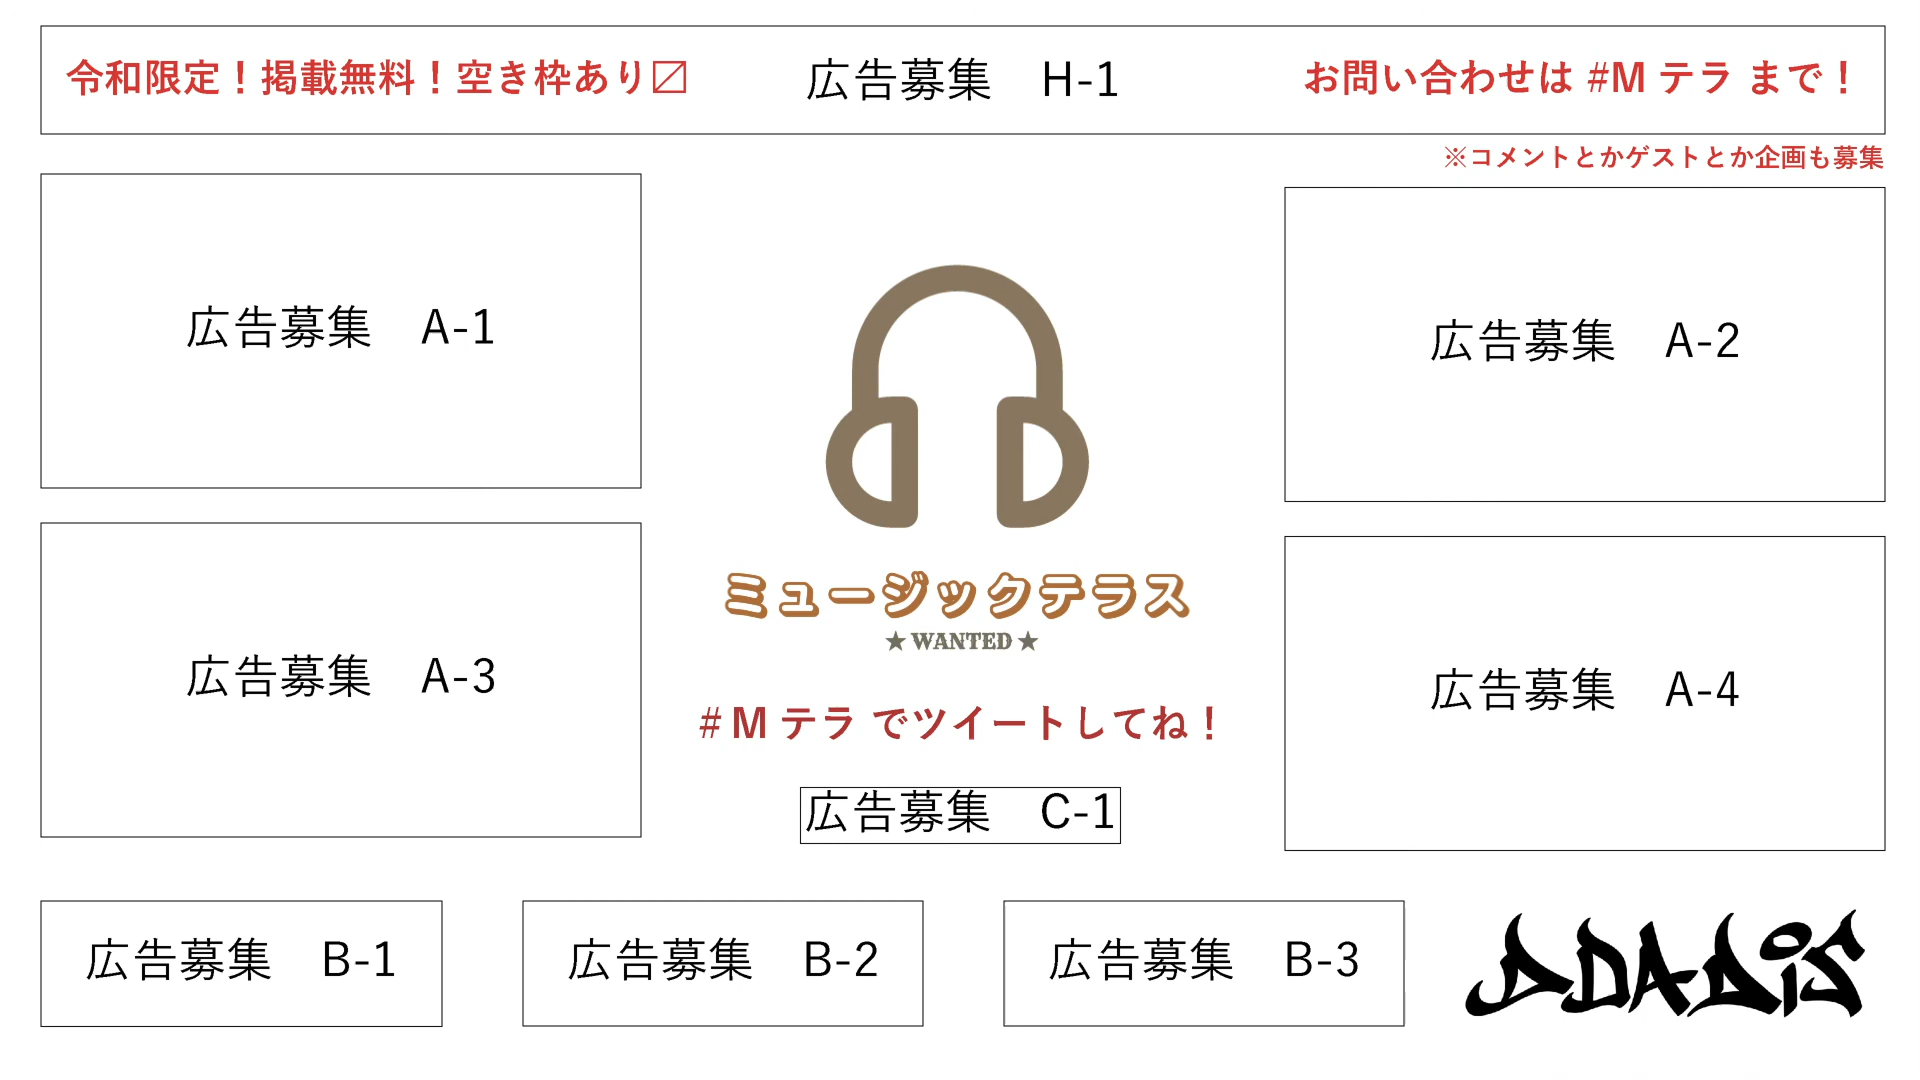 令和限定！掲載無料！空き枠あり〼
広告募集　H-1
お問い合わせは #M テラ まで！
※コメントとかゲストとか企画も募集
広告募集　A-1
広告募集　A-2
ミュージックテラス
★ WANTED ★
広告募集　A-3
広告募集　A-4
# M テラ でツイートしてね！
広告募集　C-1
広告募集　B-1
広告募集　B-2
広告募集　B-3